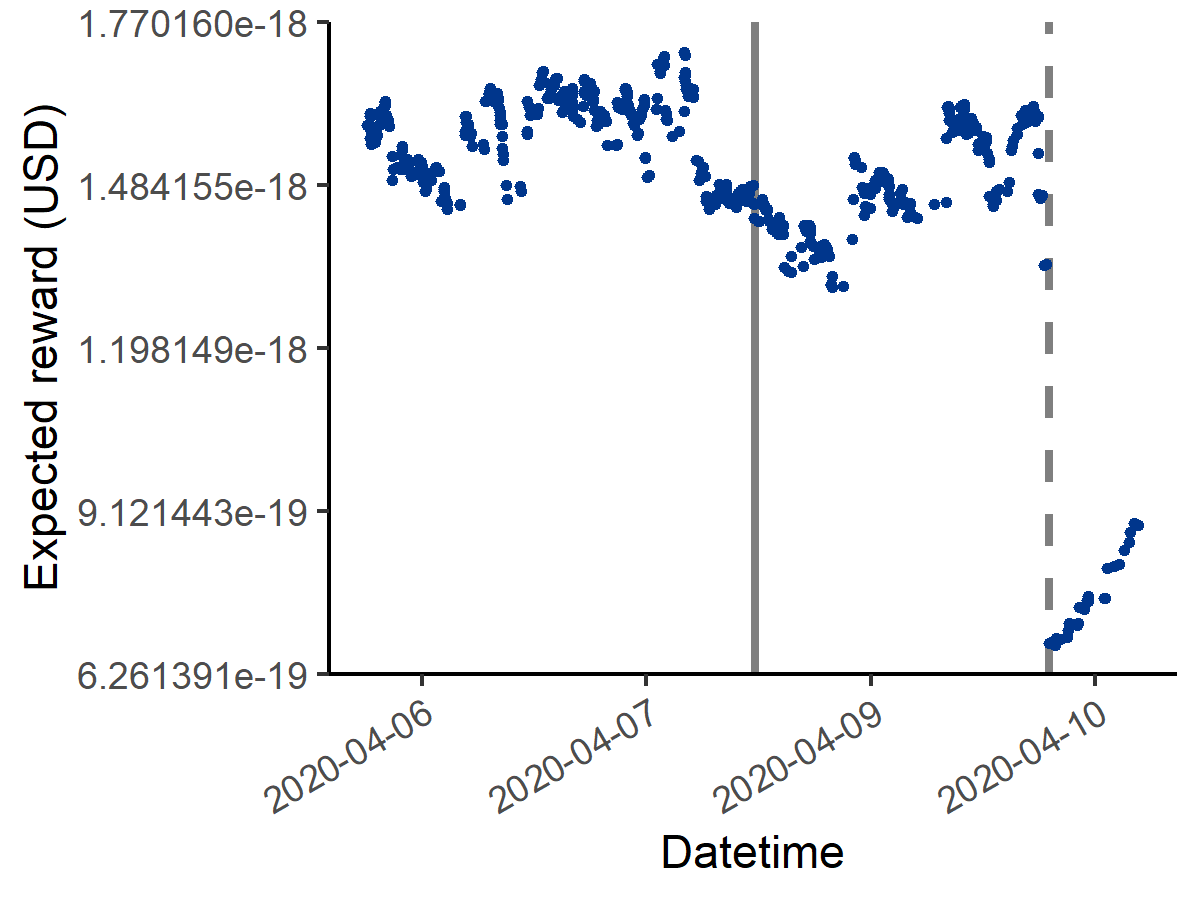 Expected reward (USD)
1.770160e-18
1.484155e-18
1.198149e-18
9.121443e-19
6.261391e-19
2020-04-06
2020-04-07
2020-04-09
2020-04-10
Datetime